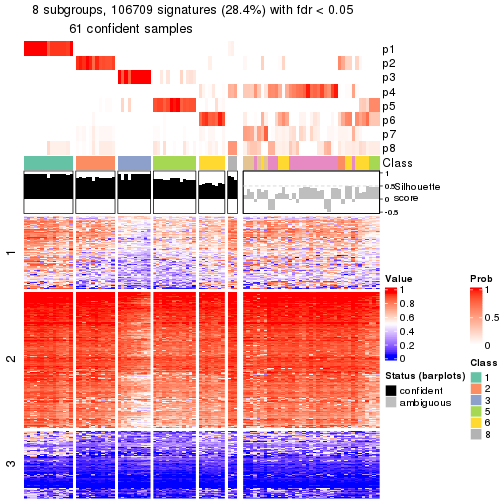 8 subgroups, 106709 signatures (28.4%) with fdr < 0.05
61 confident samples
p1
p2
p3
p4
p5
p6
p7
p8
Class
1
0.5
0
-0.5
Silhouette
score
1
2
3
Value
1
0.8
0.6
0.4
0.2
0
Prob
1
0.5
0
Status (barplots)
confident
ambiguous
Class
1
2
3
5
6
8